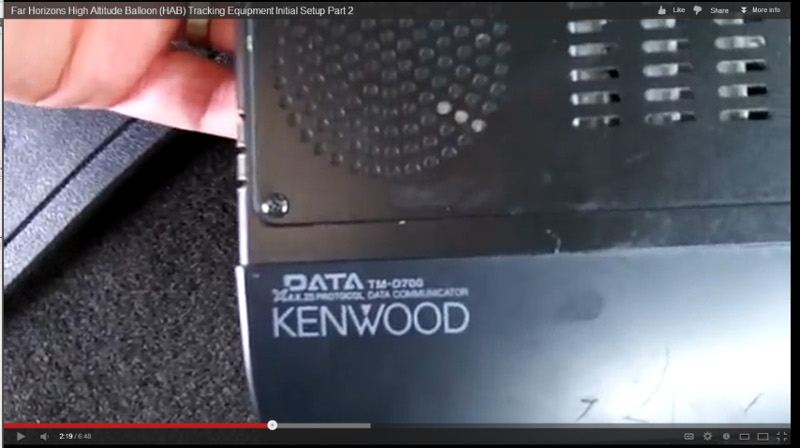 Far Horizons High Altitude Balloon (HAB) Tracking Equipment Initial Setup Part 2
Like Share More info
DATA TM-D700
AX.25 PROTOCOL DATA COMMUNICATOR
KENWOOD
2:19 / 6:48